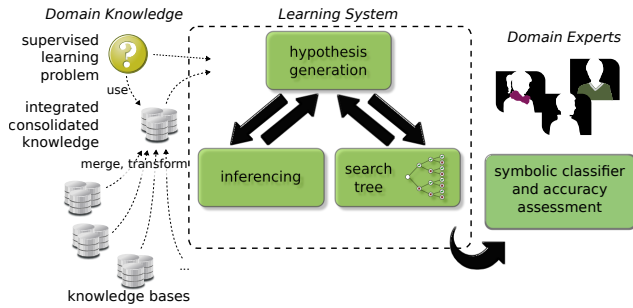 Domain Knowledge
supervised
learning
problem
?
use
integrated
consolidated
knowledge
merge, transform
...
knowledge bases
Learning System
hypothesis
generation
inferencing
search
tree
Domain Experts
symbolic classifier
and accuracy
assessment